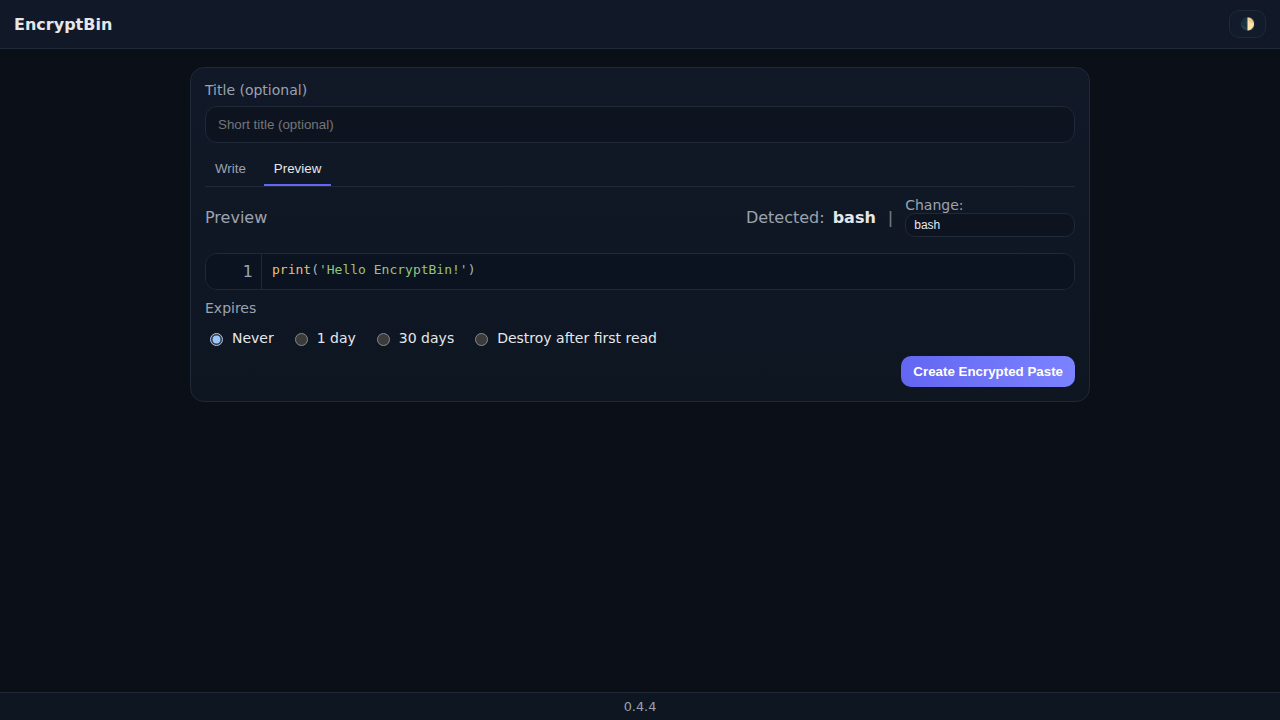 EncryptBin
Title (optional)
Short title (optional)
Write Preview
Preview Detected: bash | Change:
bash
1 print('Hello EncryptBin!')
Expires
Never 1 day 30 days Destroy after first read
Create Encrypted Paste
0.4.4